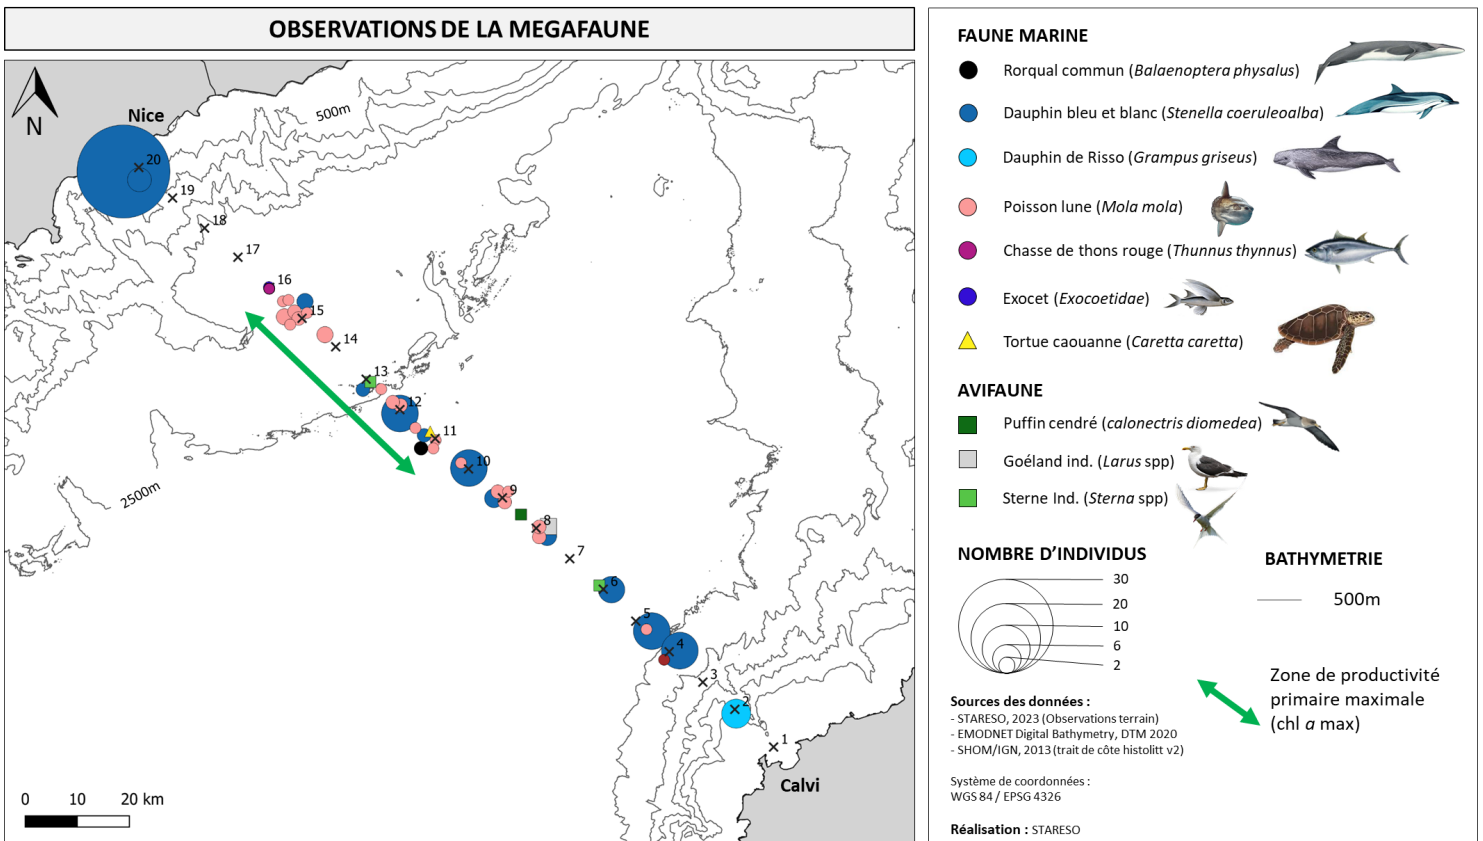 OBSERVATIONS DE LA MEGAFAUNE
N
Nice
500m
20
19
18
17
16
15
14
13
12
11
10
9
8
7
6
5
4
3
2
1
2500m
Calvi
0 10 20 km
FAUNE MARINE
Rorqual commun (Balaenoptera physalus)
Dauphin bleu et blanc (Stenella coeruleoalba)
Dauphin de Risso (Grampus griseus)
Poisson lune (Mola mola)
Chasse de thons rouge (Thunnus thynnus)
Exocet (Exocoetidae)
Tortue caouanne (Caretta caretta)
AVIFAUNE
Puffin cendré (calonectris diomedea)
Goéland ind. (Larus spp)
Sterne Ind. (Sterna spp)
NOMBRE D'INDIVIDUS
30
20
10
6
2
BATHYMETRIE
500m
Zone de productivité
primaire maximale
(chl a max)
Sources des données :
- STARESO, 2023 (Observations terrain)
- EMODNET Digital Bathymetry, DTM 2020
- SHOM/IGN, 2013 (trait de côte histolitt v2)
Système de coordonnées :
WGS 84 / EPSG 4326
Réalisation : STARESO